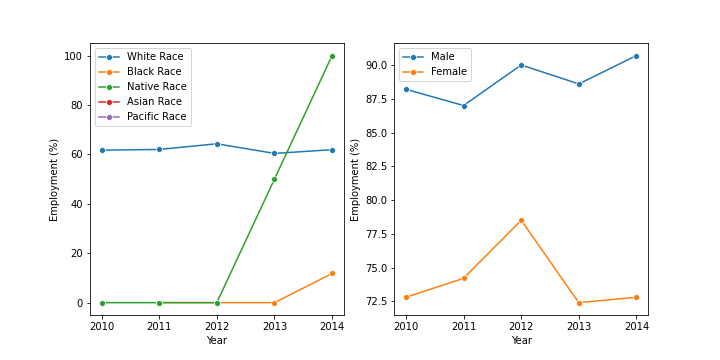 White Race
Black Race
Native Race
Asian Race
Pacific Race
100
80
60
40
20
0
Employment (%)
2010 2011 2012 2013 2014
Year
Male
Female
90.0
87.5
85.0
82.5
80.0
77.5
75.0
72.5
Employment (%)
2010 2011 2012 2013 2014
Year